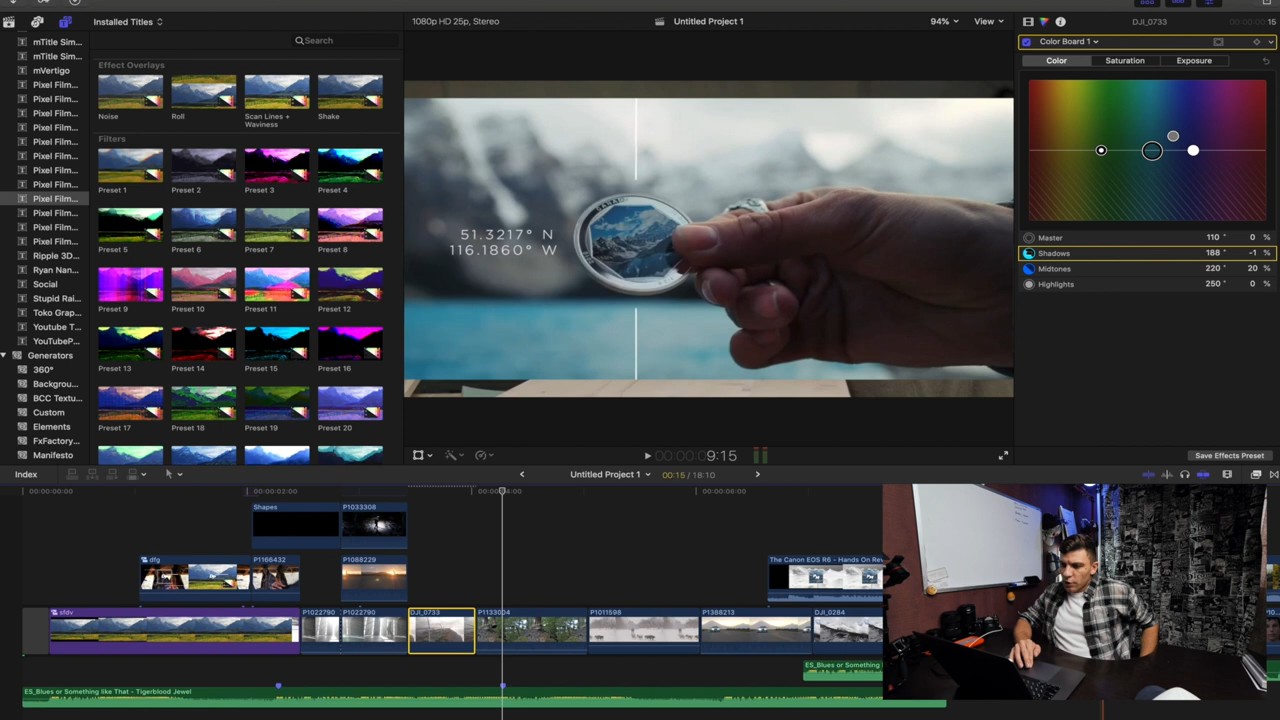 Installed Titles
1080p HD 25p, Stereo
Untitled Project 1
94%
View
DJI_0733
15
mTitle Sim...
mTitle Sim...
mVertigo
Pixel Film...
Pixel Film...
Pixel Film...
Pixel Film...
Pixel Film...
Pixel Film...
Pixel Film...
Pixel Film...
Pixel Film...
Pixel Film...
Pixel Film...
Pixel Film...
Ripple 3D...
Ryan Nan...
Social
Stupid Rai...
Toko Grap...
Youtube T...
YouTubeP...
Generators
360°
Backgrou...
BCC Textu...
Custom
Elements
FxFactory...
Manifesto
Search
Effect Overlays
Noise
Roll
Scan Lines +
Waviness
Shake
Filters
Preset 1
Preset 2
Preset 3
Preset 4
Preset 5
Preset 6
Preset 7
Preset 8
Preset 9
Preset 10
Preset 11
Preset 12
Preset 13
Preset 14
Preset 15
Preset 16
Preset 17
Preset 18
Preset 19
Preset 20
51.3217° N
116.1860° W
Color Board 1
Color
Saturation
Exposure
Master 110 ° 0 %
Shadows 188 ° -1 %
Midtones 220 ° 20 %
Highlights 250 ° 0 %
00:00:00:09:15
Save Effects Preset
Index
Untitled Project 1
00:15 / 18:10
00:00:00:00
00:00:02:00
00:00:04:00
00:00:06:00
Shapes
P1033308
dfg
P1166432
P1088229
The Canon EOS R6 - Hands On Rev
sfdv
P1022790
P1022790
DJI_0733
P1133004
P1011598
P1388213
DJI_0284
ES_Blues or Something
ES_Blues or Something like That - Tigerblood Jewel